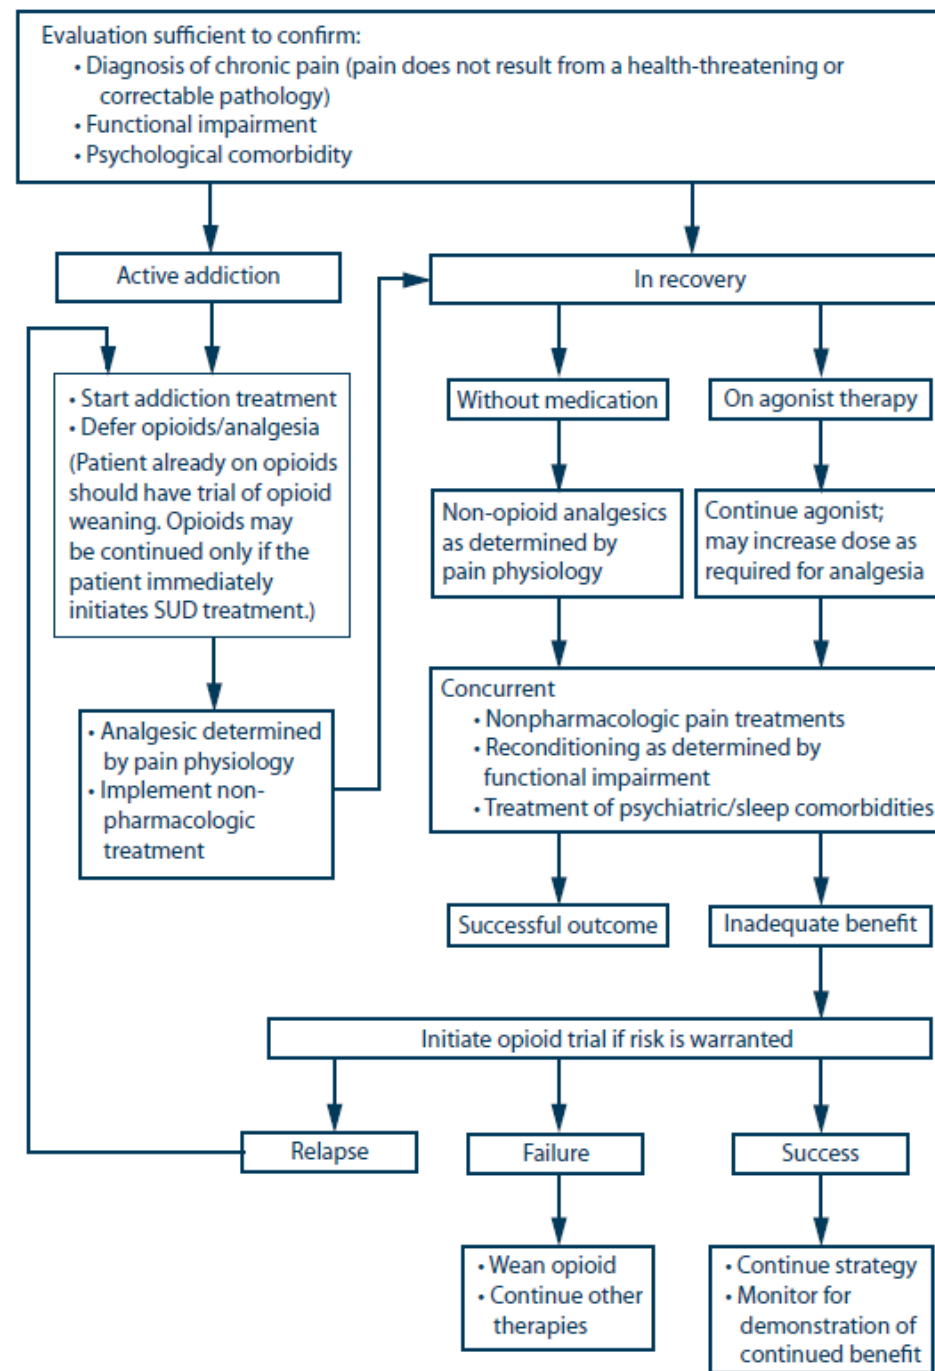 Evaluation sufficient to confirm:
• Diagnosis of chronic pain (pain does not result from a health-threatening or
correctable pathology)
• Functional impairment
• Psychological comorbidity
Active addiction
In recovery
• Start addiction treatment
• Defer opioids/analgesia
(Patient already on opioids
should have trial of opioid
weaning. Opioids may
be continued only if the
patient immediately
initiates SUD treatment.)
Without medication
On agonist therapy
Non-opioid analgesics
as determined by
pain physiology
Continue agonist;
may increase dose as
required for analgesia
• Analgesic determined
by pain physiology
• Implement non-
pharmacologic
treatment
Concurrent
• Nonpharmacologic pain treatments
• Reconditioning as determined by
functional impairment
• Treatment of psychiatric/sleep comorbidities
Successful outcome
Inadequate benefit
Initiate opioid trial if risk is warranted
Relapse
Failure
Success
• Wean opioid
• Continue other
therapies
• Continue strategy
• Monitor for
demonstration of
continued benefit